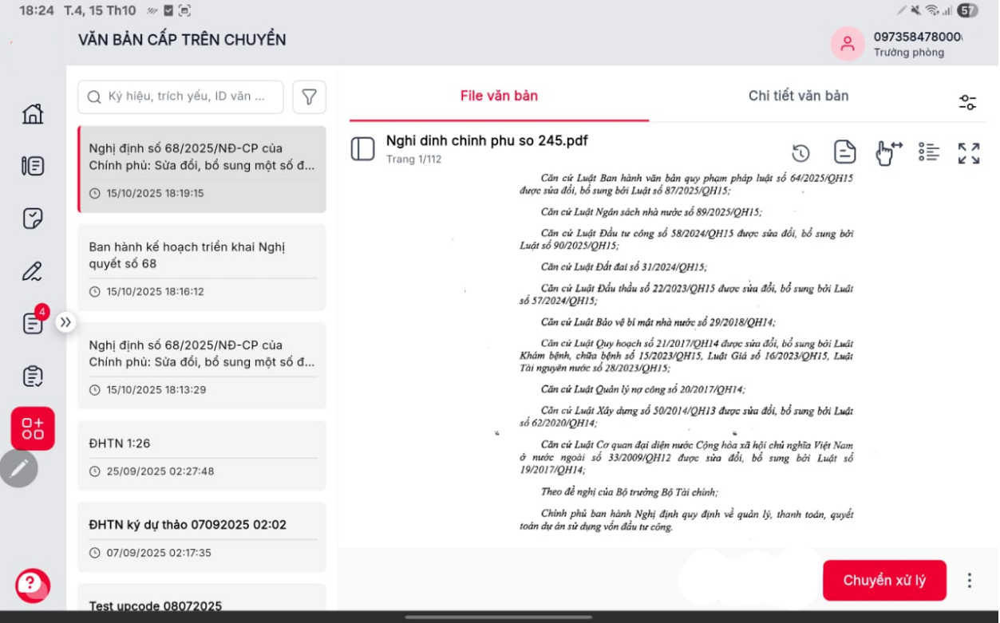 18:24 T.4, 15 Th10
57
VĂN BẢN CẤP TRÊN CHUYỂN
097358478000
Trưởng phòng
Ký hiệu, trích yếu, ID văn ...
File văn bản
Chi tiết văn bản
Nghị định số 68/2025/NĐ-CP của
Chính phủ: Sửa đổi, bổ sung một số đ...
15/10/2025 18:19:15
Ban hành kế hoạch triển khai Nghị
quyết số 68
15/10/2025 18:16:12
4
Nghị định số 68/2025/NĐ-CP của
Chính phủ: Sửa đổi, bổ sung một số đ...
15/10/2025 18:13:29
ĐHTN 1:26
25/09/2025 02:27:48
ĐHTN ký dự thảo 07092025 02:02
07/09/2025 02:17:35
Test upcode 08072025
Nghi dinh chinh phu so 245.pdf
Trang 1/112
Căn cứ Luật Ban hành văn bản quy phạm pháp luật số 64/2025/QH15
được sửa đổi, bổ sung bởi Luật số 87/2025/QH15;
Căn cứ Luật Ngân sách nhà nước số 89/2025/QH15;
Căn cứ Luật Đầu tư công số 58/2024/QH15 được sửa đổi, bổ sung bởi
Luật số 90/2025/QH15;
Căn cứ Luật Đất đai số 31/2024/QH15;
Căn cứ Luật Đấu thầu số 22/2023/QH15 được sửa đổi, bổ sung bởi Luật
số 57/2024/QH15;
Căn cứ Luật Bảo vệ bí mật nhà nước số 29/2018/QH14;
Căn cứ Luật Quy hoạch số 21/2017/QH14 được sửa đổi, bổ sung bởi Luật
Khám bệnh, chữa bệnh số 15/2023/QH15, Luật Giá số 16/2023/QH15, Luật
Tài nguyên nước số 28/2023/QH15;
Căn cứ Luật Quản lý nợ công số 20/2017/QH14;
Căn cứ Luật Xây dựng số 50/2014/QH13 được sửa đổi, bổ sung bởi Luật
số 62/2020/QH14;
Căn cứ Luật Cơ quan đại diện nước Cộng hòa xã hội chủ nghĩa Việt Nam
ở nước ngoài số 33/2009/QH12 được sửa đổi, bổ sung bởi Luật số
19/2017/QH14;
Theo đề nghị của Bộ trưởng Bộ Tài chính;
Chính phủ ban hành Nghị định quy định về quản lý, thanh toán, quyết
toán dự án sử dụng vốn đầu tư công.
Chuyển xử lý